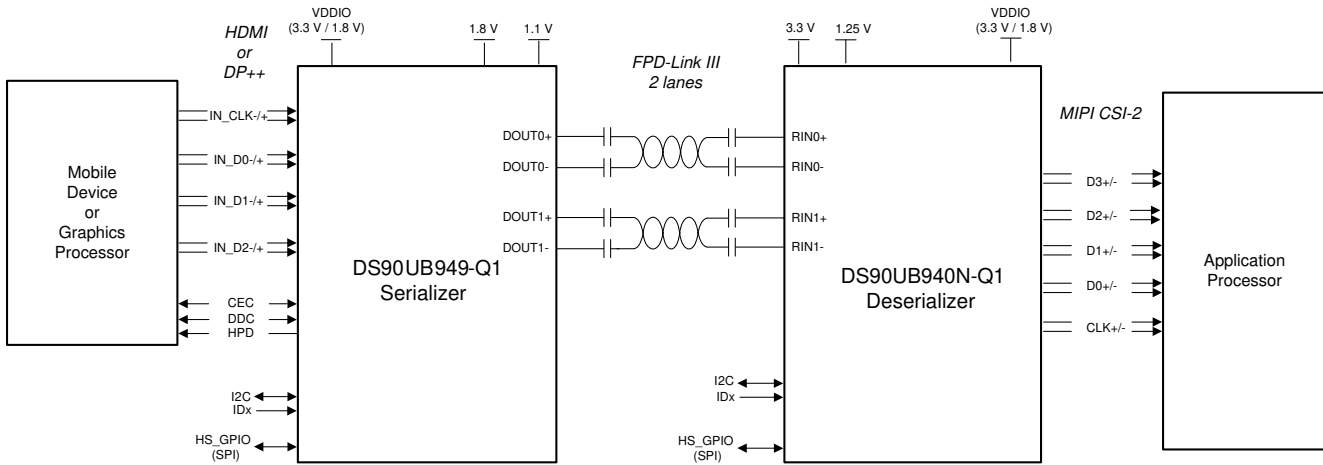 HDMI
or
DP++
VDDIO
(3.3 V / 1.8 V)
1.8 V
1.1 V
FPD-Link III
2 lanes
3.3 V
1.25 V
VDDIO
(3.3 V / 1.8 V)
MIPI CSI-2
Mobile
Device
or
Graphics
Processor
IN_CLK-/+
IN_D0-/+
IN_D1-/+
IN_D2-/+
CEC
DDC
HPD
I2C
IDx
HS_GPIO
(SPI)
DS90UB949-Q1
Serializer
DOUT0+
DOUT0-
DOUT1+
DOUT1-
RIN0+
RIN0-
RIN1+
RIN1-
DS90UB940N-Q1
Deserializer
I2C
IDx
HS_GPIO
(SPI)
D3+/-
D2+/-
D1+/-
D0+/-
CLK+/-
Application
Processor